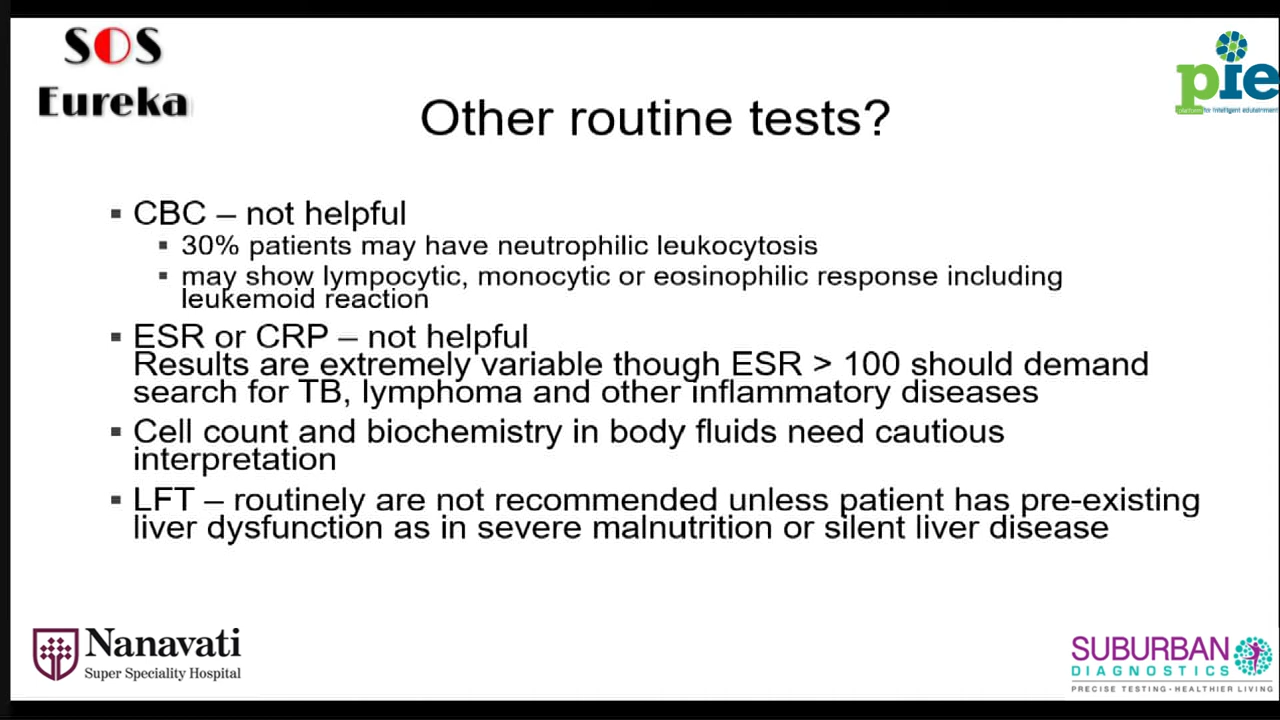 SOS
Eureka
pie
platform for intelligent edutainment
Other routine tests?
▪ CBC – not helpful
▪ 30% patients may have neutrophilic leukocytosis
▪ may show lympocytic, monocytic or eosinophilic response including
leukemoid reaction
▪ ESR or CRP – not helpful
Results are extremely variable though ESR > 100 should demand
search for TB, lymphoma and other inflammatory diseases
▪ Cell count and biochemistry in body fluids need cautious
interpretation
▪ LFT – routinely are not recommended unless patient has pre-existing
liver dysfunction as in severe malnutrition or silent liver disease
Nanavati
Super Speciality Hospital
SUBURBAN
DIAGNOSTICS
PRECISE TESTING - HEALTHIER LIVING